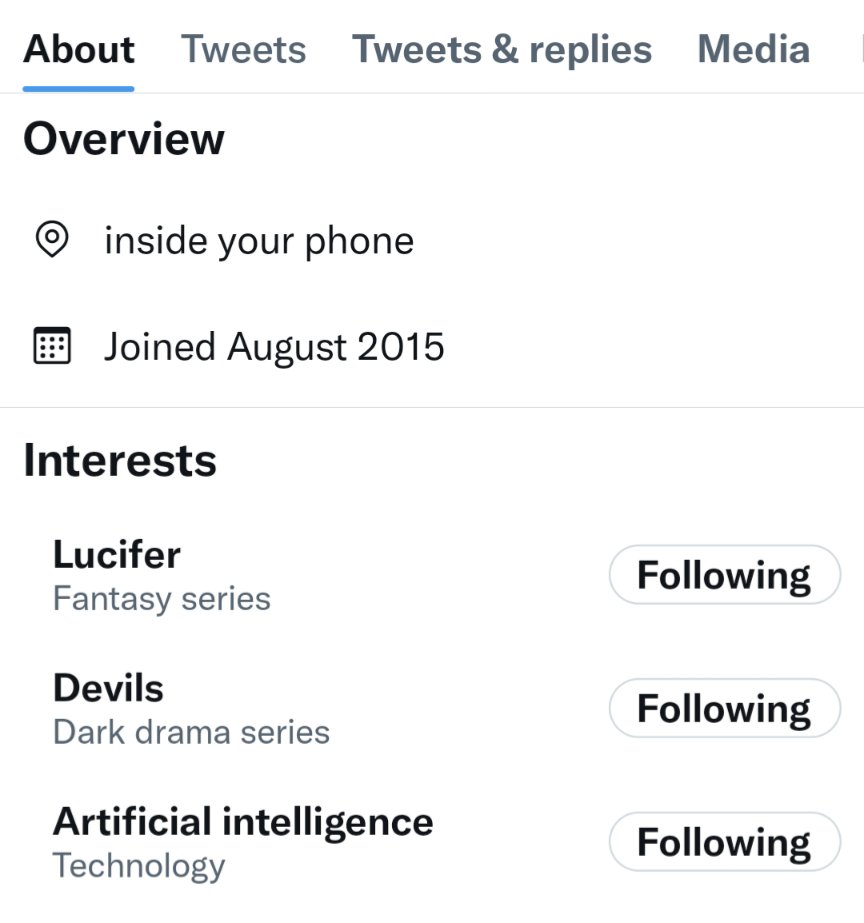 About Tweets Tweets & replies Media
Overview
inside your phone
Joined August 2015
Interests
Lucifer
Fantasy series
Following
Devils
Dark drama series
Following
Artificial intelligence
Technology
Following